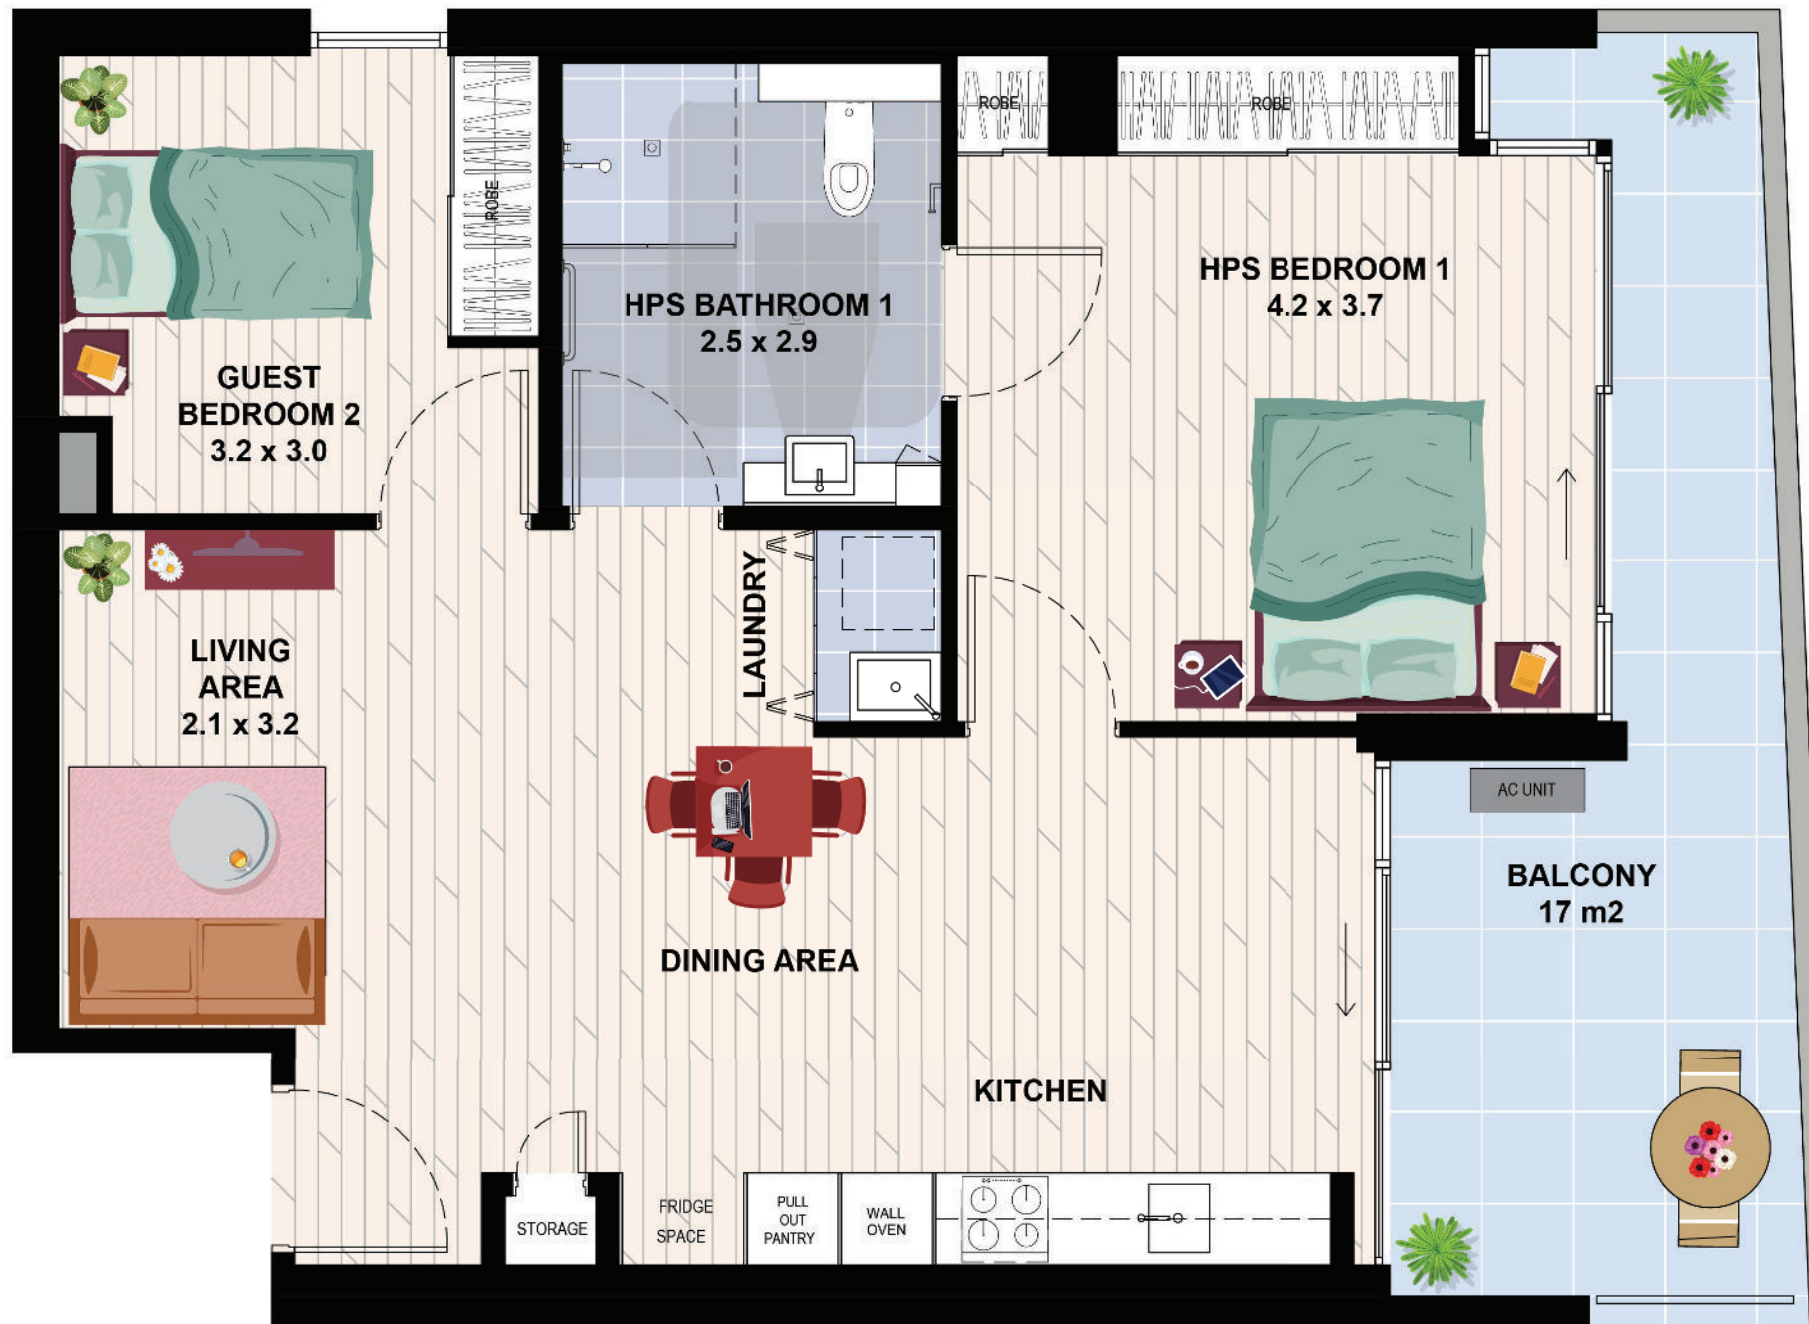 ROBE
ROBE
ROBE
HPS BEDROOM 1
4.2 x 3.7
HPS BATHROOM 1
2.5 x 2.9
GUEST
BEDROOM 2
3.2 x 3.0
LAUNDRY
LIVING
AREA
2.1 x 3.2
AC UNIT
BALCONY
17 m2
DINING AREA
KITCHEN
STORAGE
FRIDGE
SPACE
PULL
OUT
PANTRY
WALL
OVEN